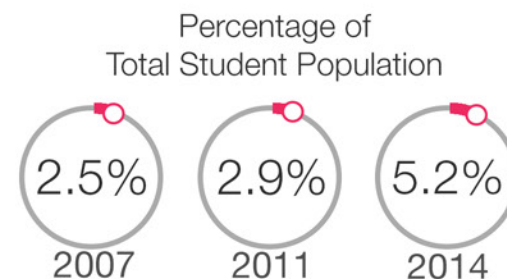 Percentage of
Total Student Population
2.5% 2.9% 5.2%
2007 2011 2014